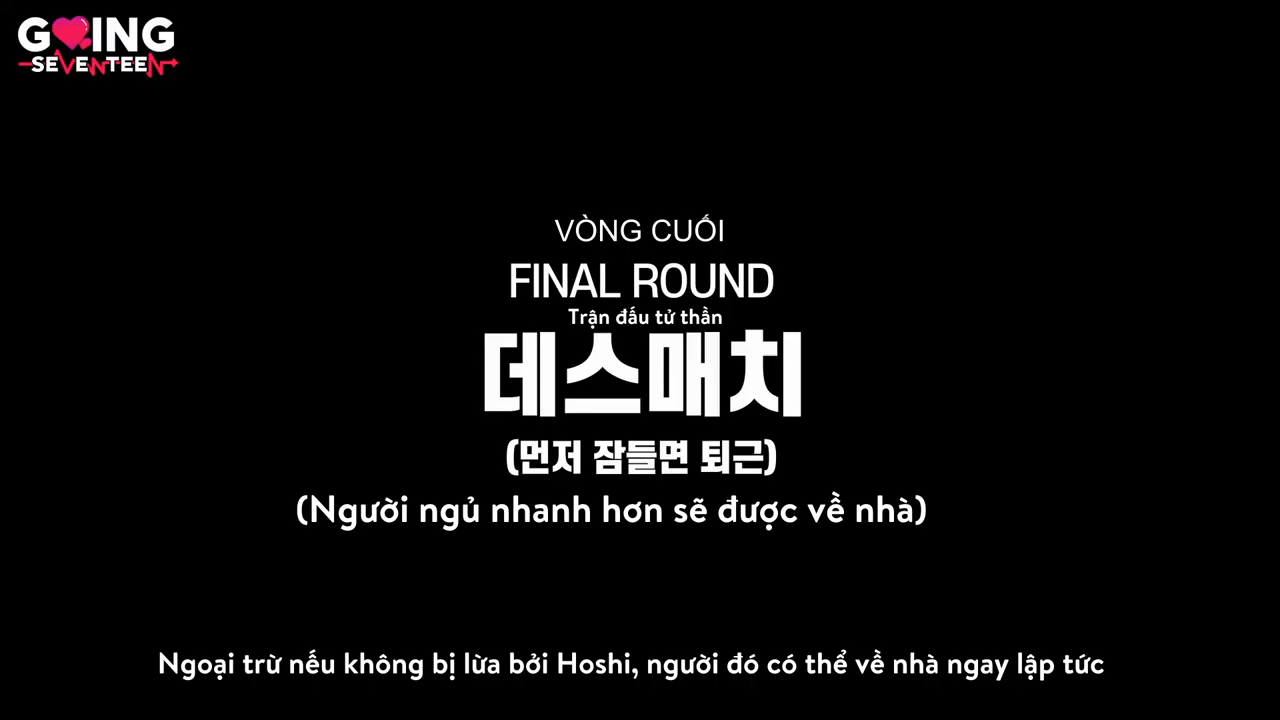 GOING
SEVENTEEN
VÒNG CUỐI
FINAL ROUND
Trận đấu tử thần
데스매치
(먼저 잠들면 퇴근)
(Người ngủ nhanh hơn sẽ được về nhà)
Ngoại trừ nếu không bị lừa bởi Hoshi, người đó có thể về nhà ngay lập tức